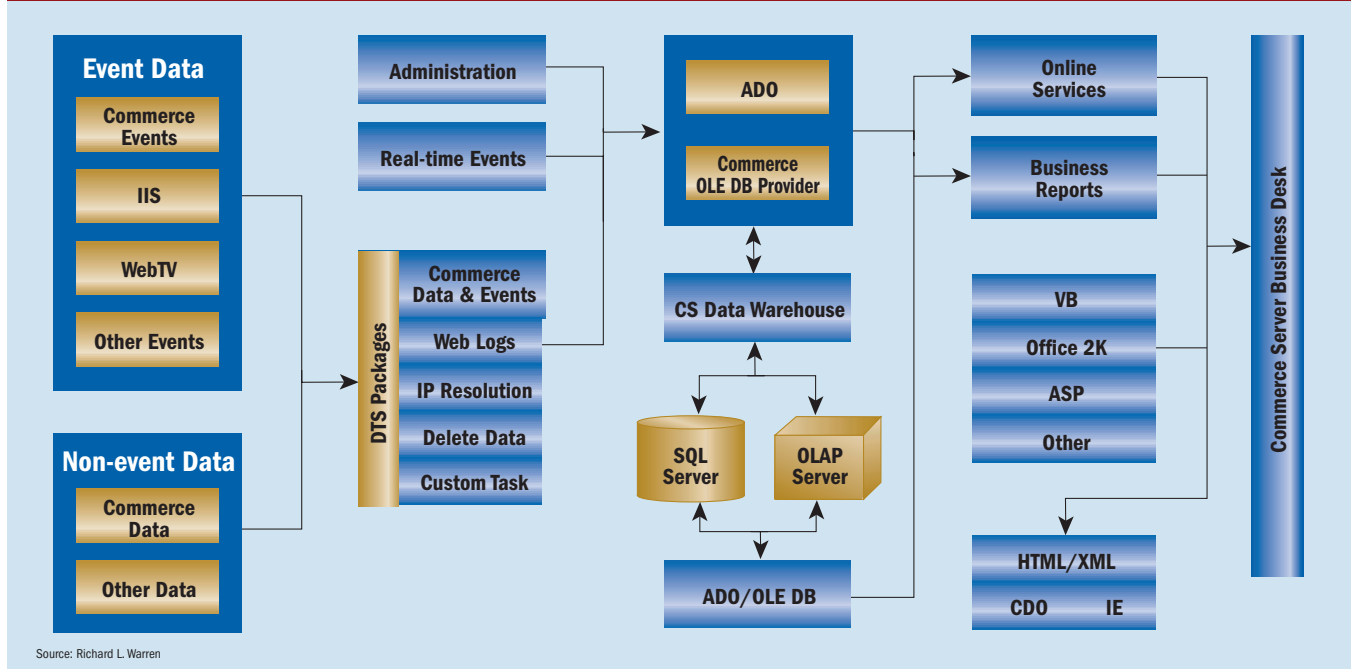 Event Data
Commerce
Events
IIS
WebTV
Other Events
Non-event Data
Commerce
Data
Other Data
DTS Packages
Administration
Real-time Events
Commerce
Data & Events
Web Logs
IP Resolution
Delete Data
Custom Task
ADO
Commerce
OLE DB Provider
CS Data Warehouse
SQL
Server
OLAP
Server
ADO/OLE DB
Online
Services
Business
Reports
VB
Office 2K
ASP
Other
HTML/XML
CDO IE
Commerce Server Business Desk
Source: Richard L. Warren